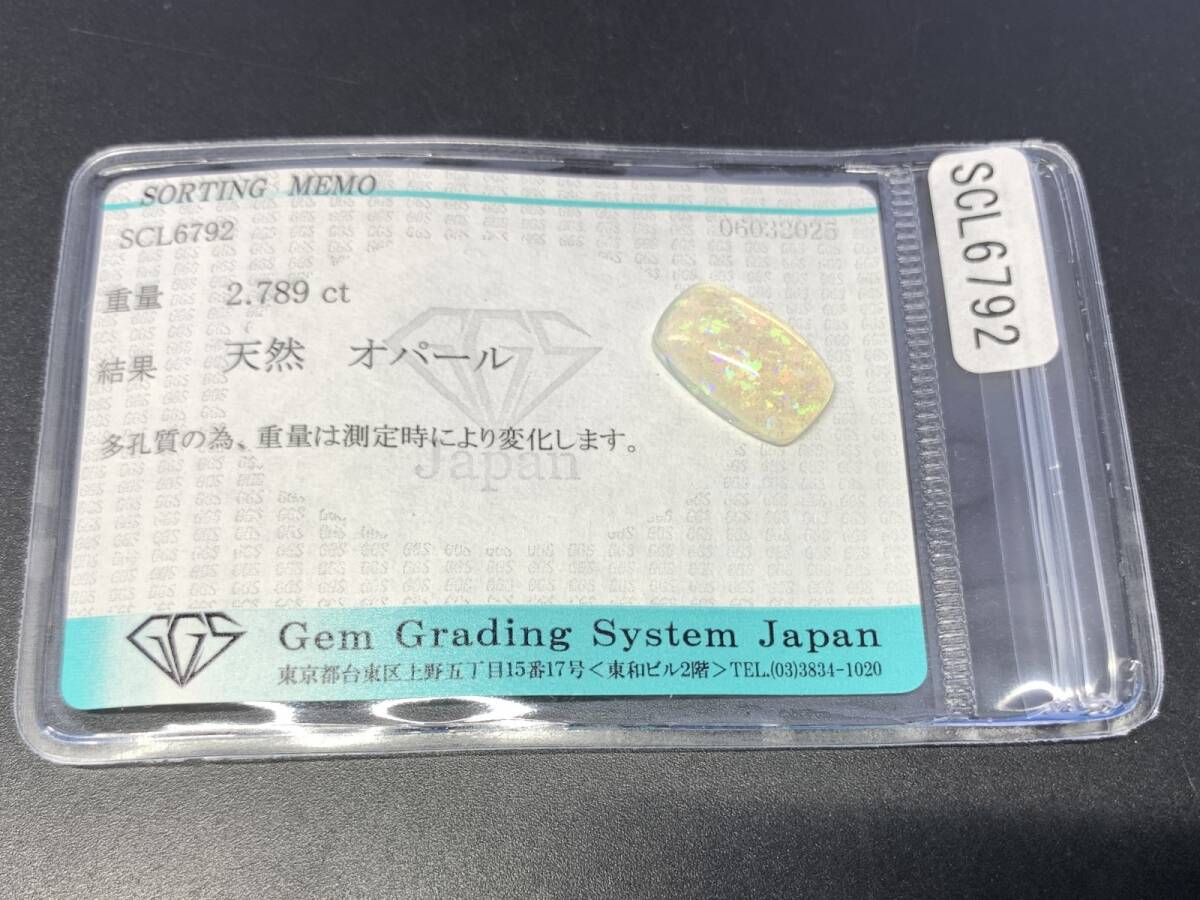 SORTING MEMO
SCL6792 06032025
重量 2.789 ct
結果 天然 オパール
多孔質の為、重量は測定時により変化します。
GGS
Japan
GGS Gem Grading System Japan
東京都台東区上野五丁目15番17号<東和ビル2階>TEL.(03)3834-1020
SCL6792